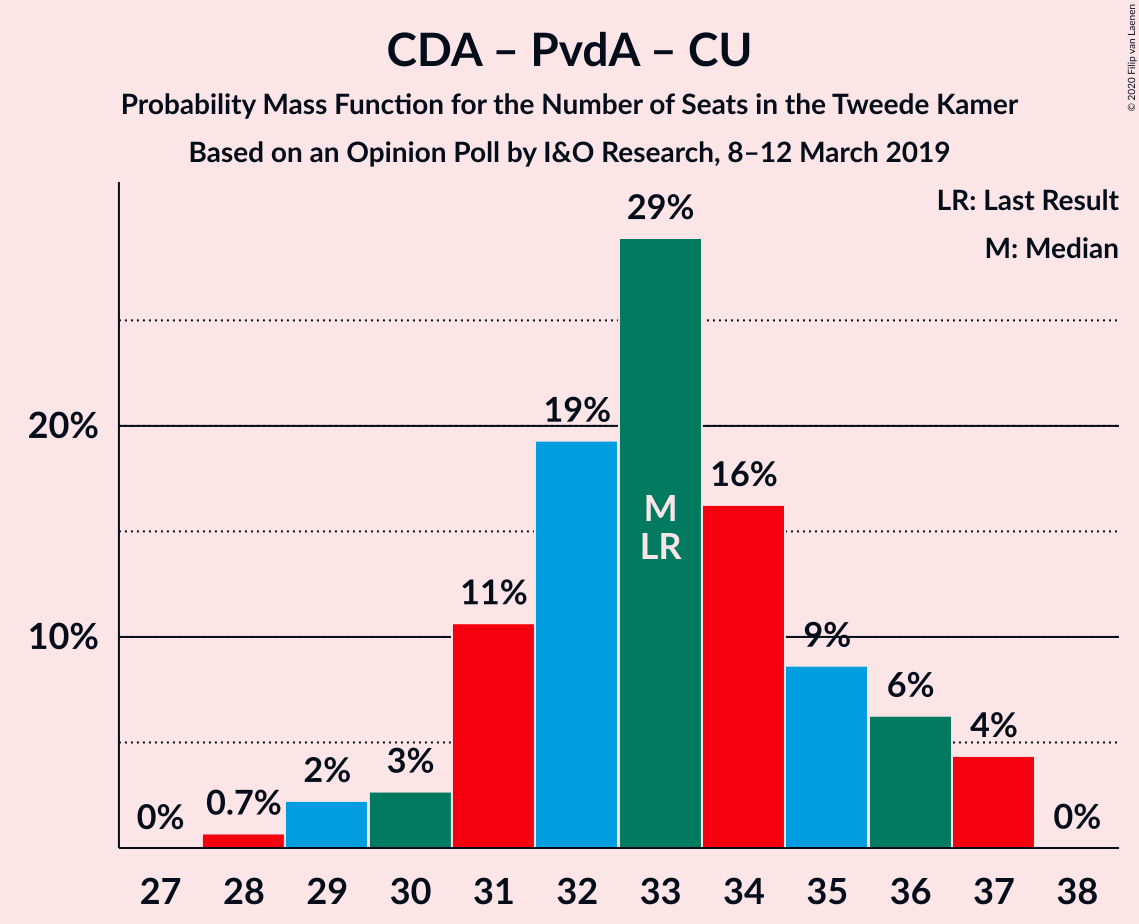 CDA – PvdA – CU
Probability Mass Function for the Number of Seats in the Tweede Kamer
Based on an Opinion Poll by I&O Research, 8–12 March 2019
© 2020 Filip van Laenen
LR: Last Result
M: Median
20%
10%
0%
0.7%
2%
3%
11%
19%
29%
M
LR
16%
9%
6%
4%
0%
27 28 29 30 31 32 33 34 35 36 37 38